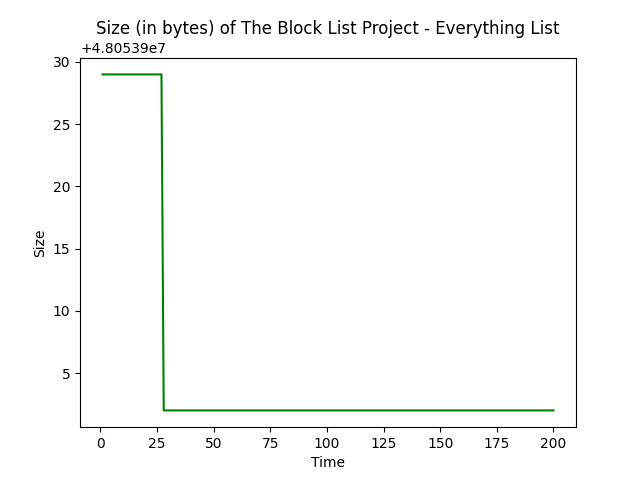 Size (in bytes) of The Block List Project - Everything List
+4.80539e7
30
25
20
15
10
5
Size
0 25 50 75 100 125 150 175 200
Time